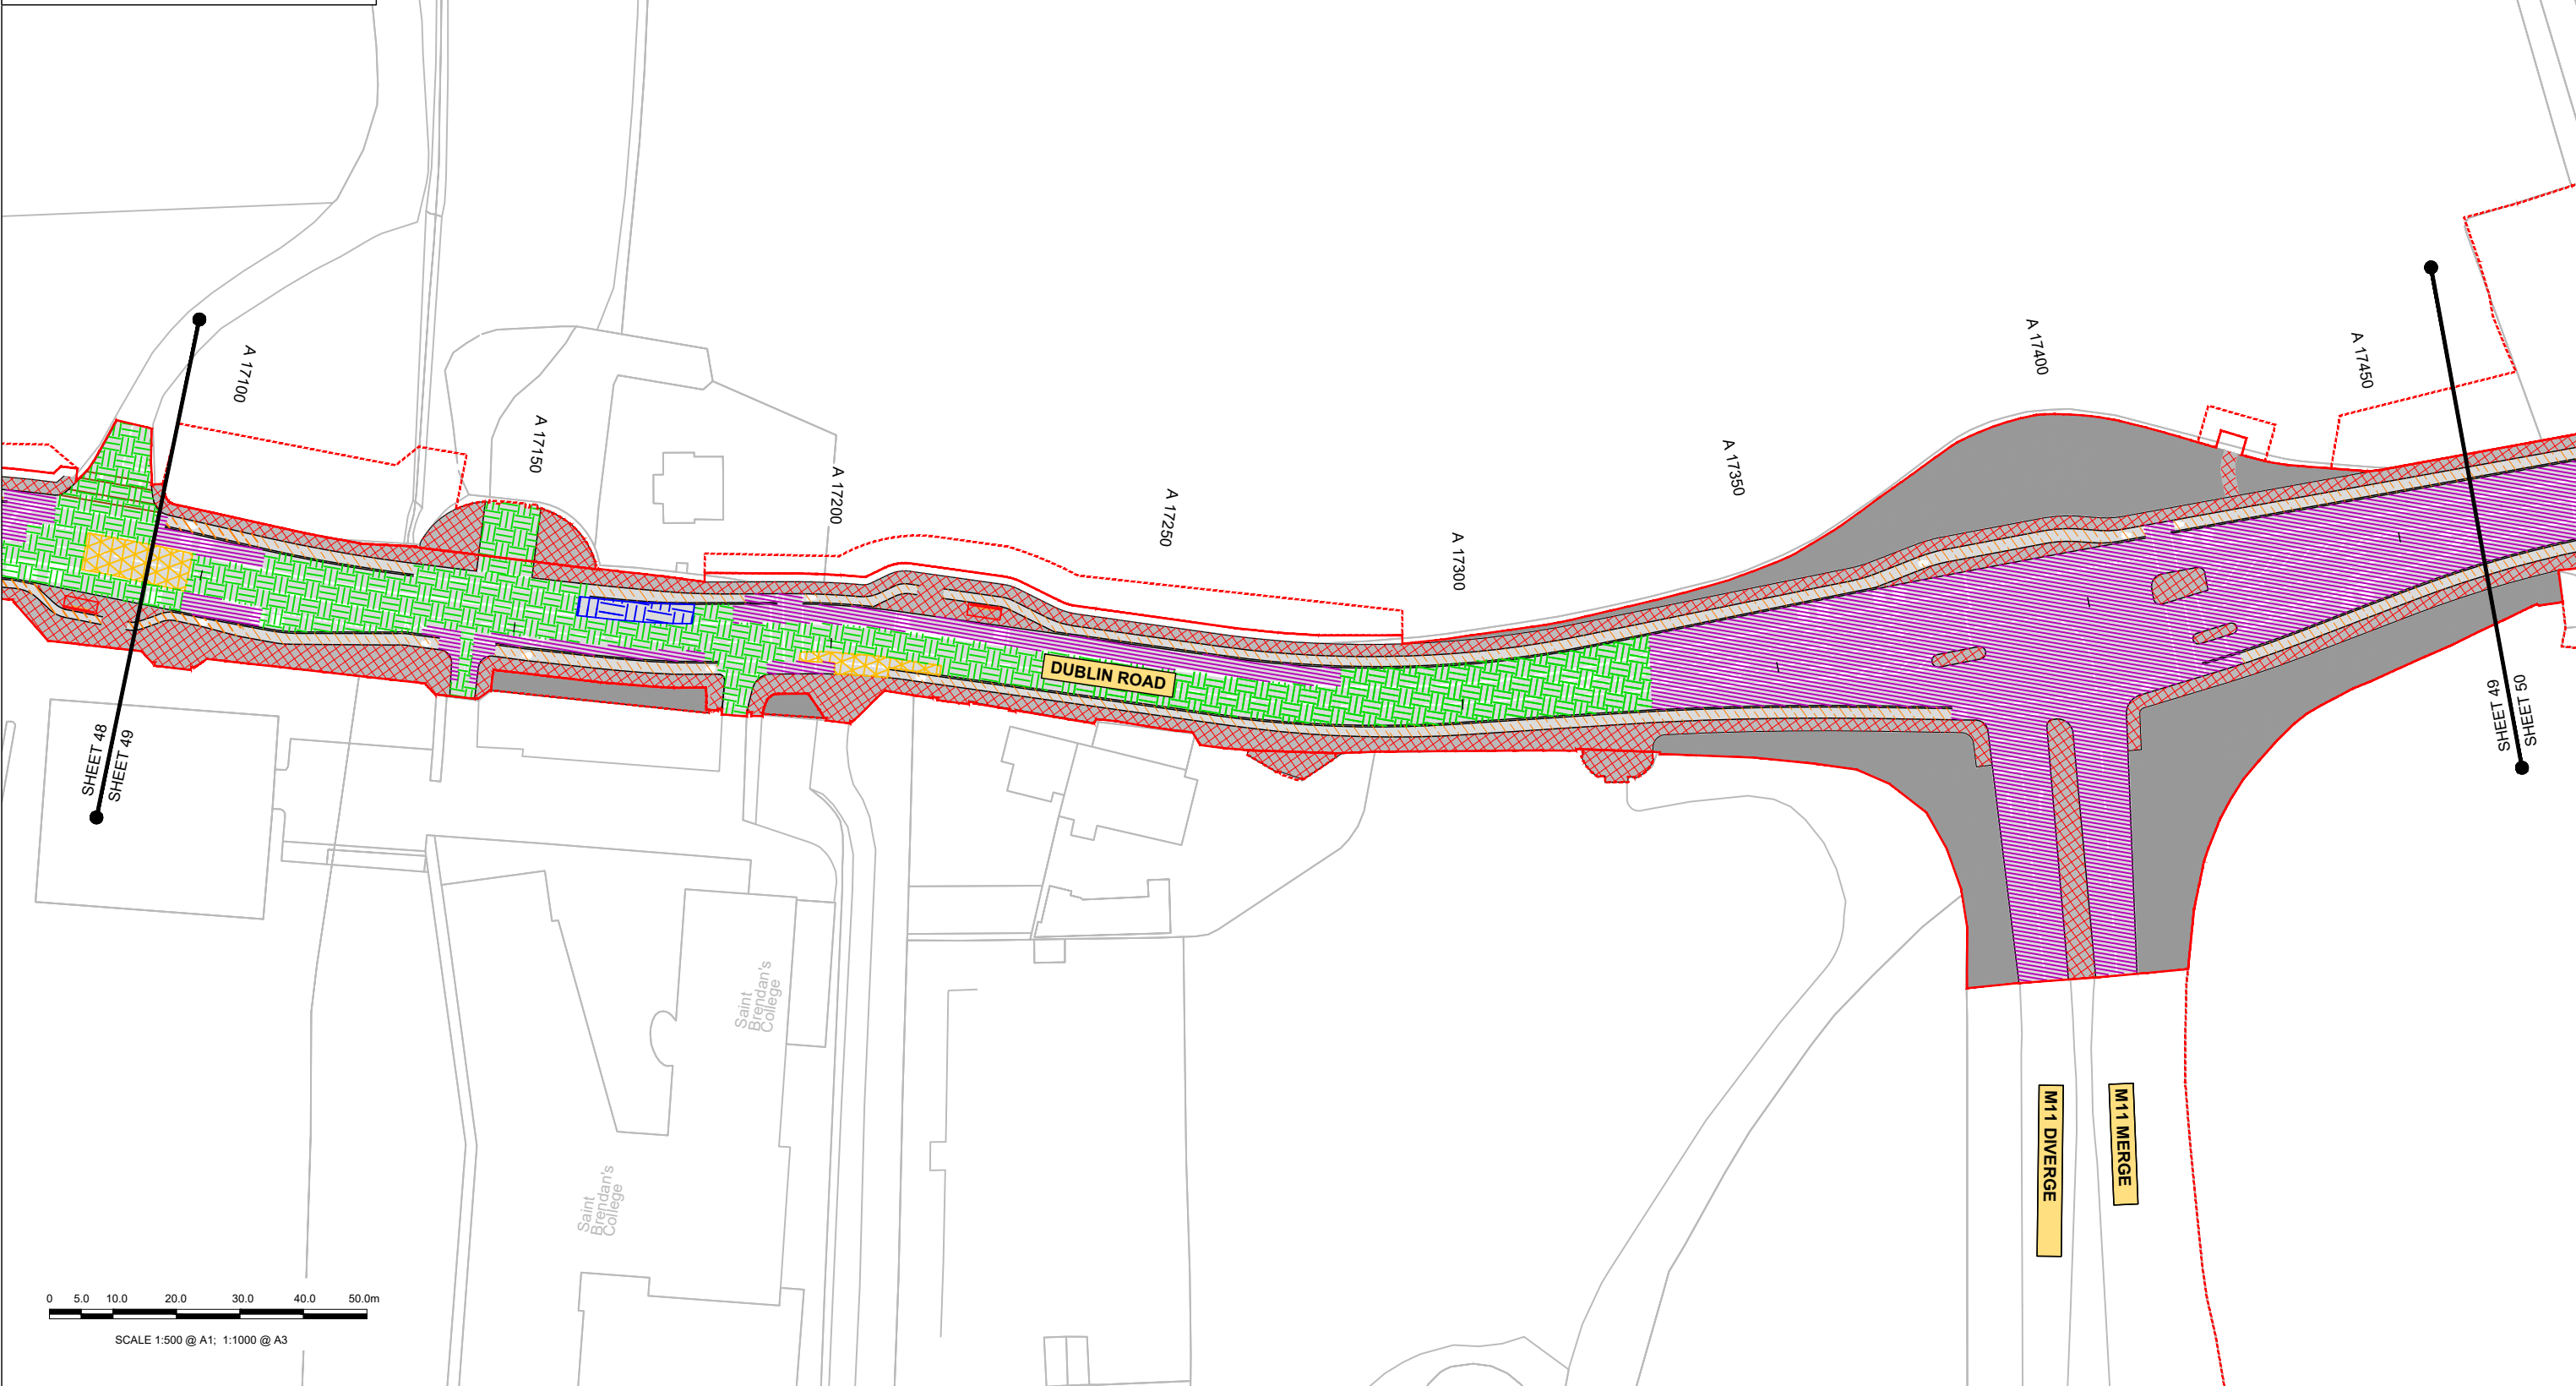 A 17100
A 17150
A 17200
A 17250
A 17300
A 17350
A 17400
A 17450
DUBLIN ROAD
SHEET 48
SHEET 49
SHEET 49
SHEET 50
Saint
Brendan's
College
Saint
Brendan's
College
M11 DIVERGE
M11 MERGE
0 5.0 10.0 20.0 30.0 40.0 50.0m
SCALE 1:500 @ A1; 1:1000 @ A3